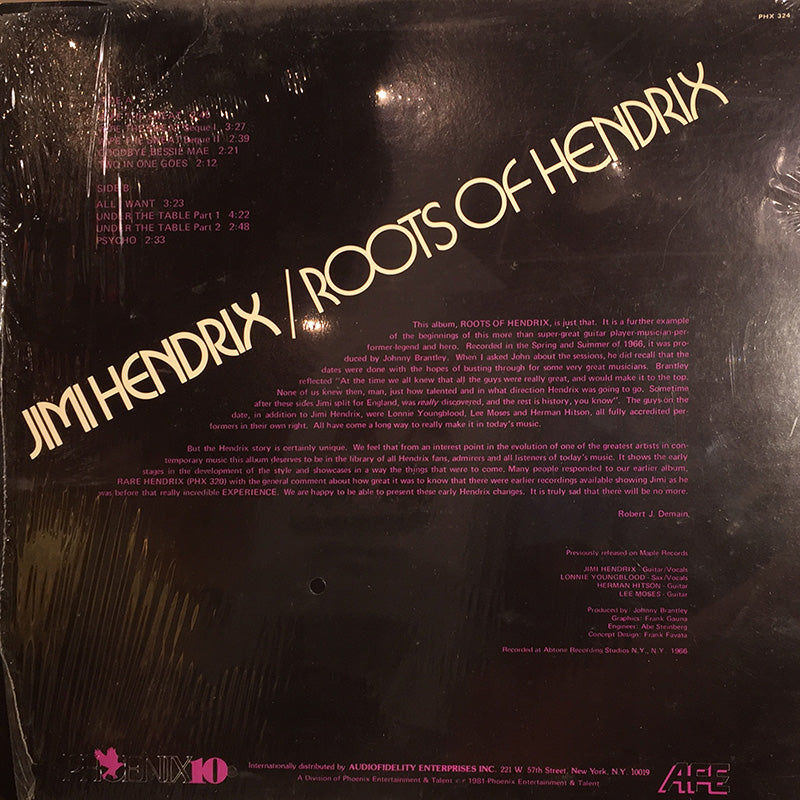 PHX 324
3:27
2:39
GOODBYE BESSIE MAE 2:21
TWO IN ONE GOES 2:12
SIDE B
ALL I WANT 3:23
UNDER THE TABLE Part 1 4:22
UNDER THE TABLE Part 2 2:48
PSYCHO 2:33
JIMI HENDRIX / ROOTS OF HENDRIX
This album, ROOTS OF HENDRIX, is just that. It is a further example
of the beginnings of this more than super-great guitar player-musician-per-
former-legend and hero. Recorded in the Spring and Summer of 1966, it was pro-
duced by Johnny Brantley. When I asked John about the sessions, he did recall that the
dates were done with the hopes of busting through for some very great musicians. Brantley
reflected "At the time we all knew that all the guys were really great, and would make it to the top.
None of us knew then, man, just how talented and in what direction Hendrix was going to go. Sometime
after these sides Jimi split for England, was really discovered, and the rest is history, you know". The guys on the
date, in addition to Jimi Hendrix, were Lonnie Youngblood, Lee Moses and Herman Hitson, all fully accredited per-
formers in their own right. All have come a long way to really make it in today's music.
But the Hendrix story is certainly unique. We feel that from an interest point in the evolution of one of the greatest artists in con-
temporary music this album deserves to be in the library of all Hendrix fans, admirers and all listeners of today's music. It shows the early
stages in the development of the style and showcases in a way the things that were to come. Many people responded to our earlier album,
RARE HENDRIX (PHX 320) with the general comment about how great it was to know that there were earlier recordings available showing Jimi as he
was before that really incredible EXPERIENCE. We are happy to be able to present these early Hendrix changes. It is truly sad that there will be no more.
Robert J. Demain
Previously released on Maple Records
JIMI HENDRIX - Guitar/Vocals
LONNIE YOUNGBLOOD - Sax/Vocals
HERMAN HITSON - Guitar
LEE MOSES - Guitar
Produced by: Johnny Brantley
Graphics: Frank Gauna
Engineer: Abe Steinberg
Concept Design: Frank Favata
Recorded at Abtone Recording Studios N.Y., N.Y. 1966
PHOENIX 10
Internationally distributed by AUDIOFIDELITY ENTERPRISES INC. 221 W. 57th Street, New York, N.Y. 10019
A Division of Phoenix Entertainment & Talent 1981 Phoenix Entertainment & Talent
AFE